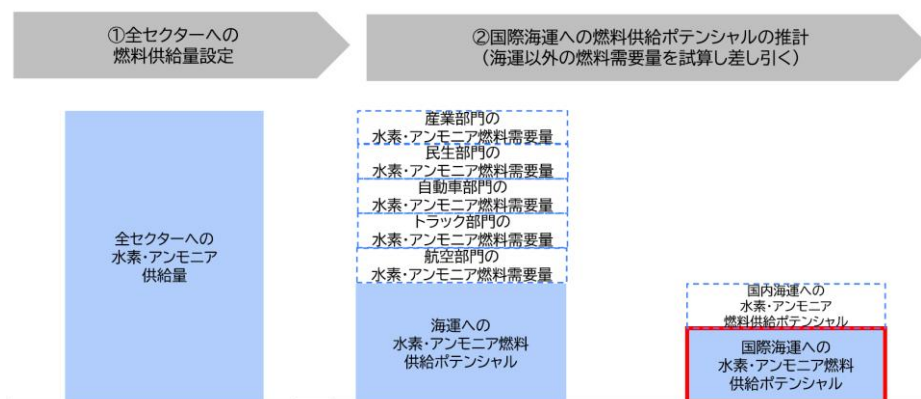 ①全セクターへの
燃料供給量設定
②国際海運への燃料供給ポテンシャルの推計
（海運以外の燃料需要量を試算し差し引く）
全セクターへの
水素・アンモニア
供給量
産業部門の
水素・アンモニア燃料需要量
民生部門の
水素・アンモニア燃料需要量
自動車部門の
水素・アンモニア燃料需要量
トラック部門の
水素・アンモニア燃料需要量
航空部門の
水素・アンモニア燃料需要量
海運への
水素・アンモニア燃料
供給ポテンシャル
国内海運への
水素・アンモニア
燃料供給ポテンシャル
国際海運への
水素・アンモニア燃料
供給ポテンシャル